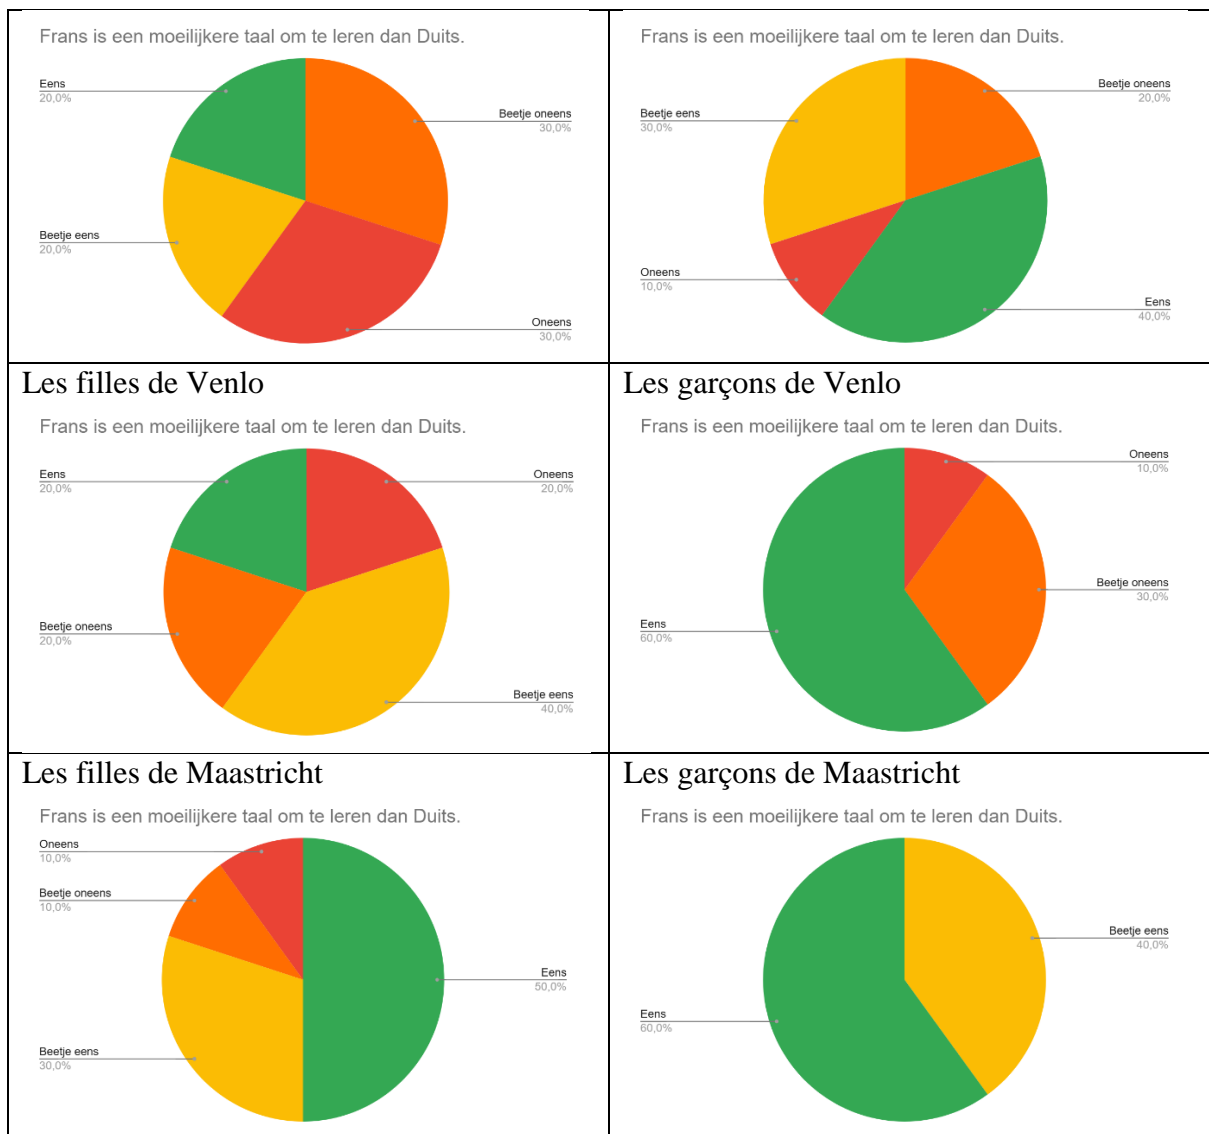 Frans is een moeilijkere taal om te leren dan Duits.
Eens
20,0%
Beetje oneens
30,0%
Beetje eens
20,0%
Oneens
30,0%
Frans is een moeilijkere taal om te leren dan Duits.
Beetje oneens
20,0%
Beetje eens
30,0%
Oneens
10,0%
Eens
40,0%
Les filles de Venlo
Frans is een moeilijkere taal om te leren dan Duits.
Eens
20,0%
Oneens
20,0%
Beetje oneens
20,0%
Beetje eens
40,0%
Les garçons de Venlo
Frans is een moeilijkere taal om te leren dan Duits.
Oneens
10,0%
Beetje oneens
30,0%
Eens
60,0%
Les filles de Maastricht
Frans is een moeilijkere taal om te leren dan Duits.
Oneens
10,0%
Beetje oneens
10,0%
Eens
50,0%
Beetje eens
30,0%
Les garçons de Maastricht
Frans is een moeilijkere taal om te leren dan Duits.
Beetje eens
40,0%
Eens
60,0%